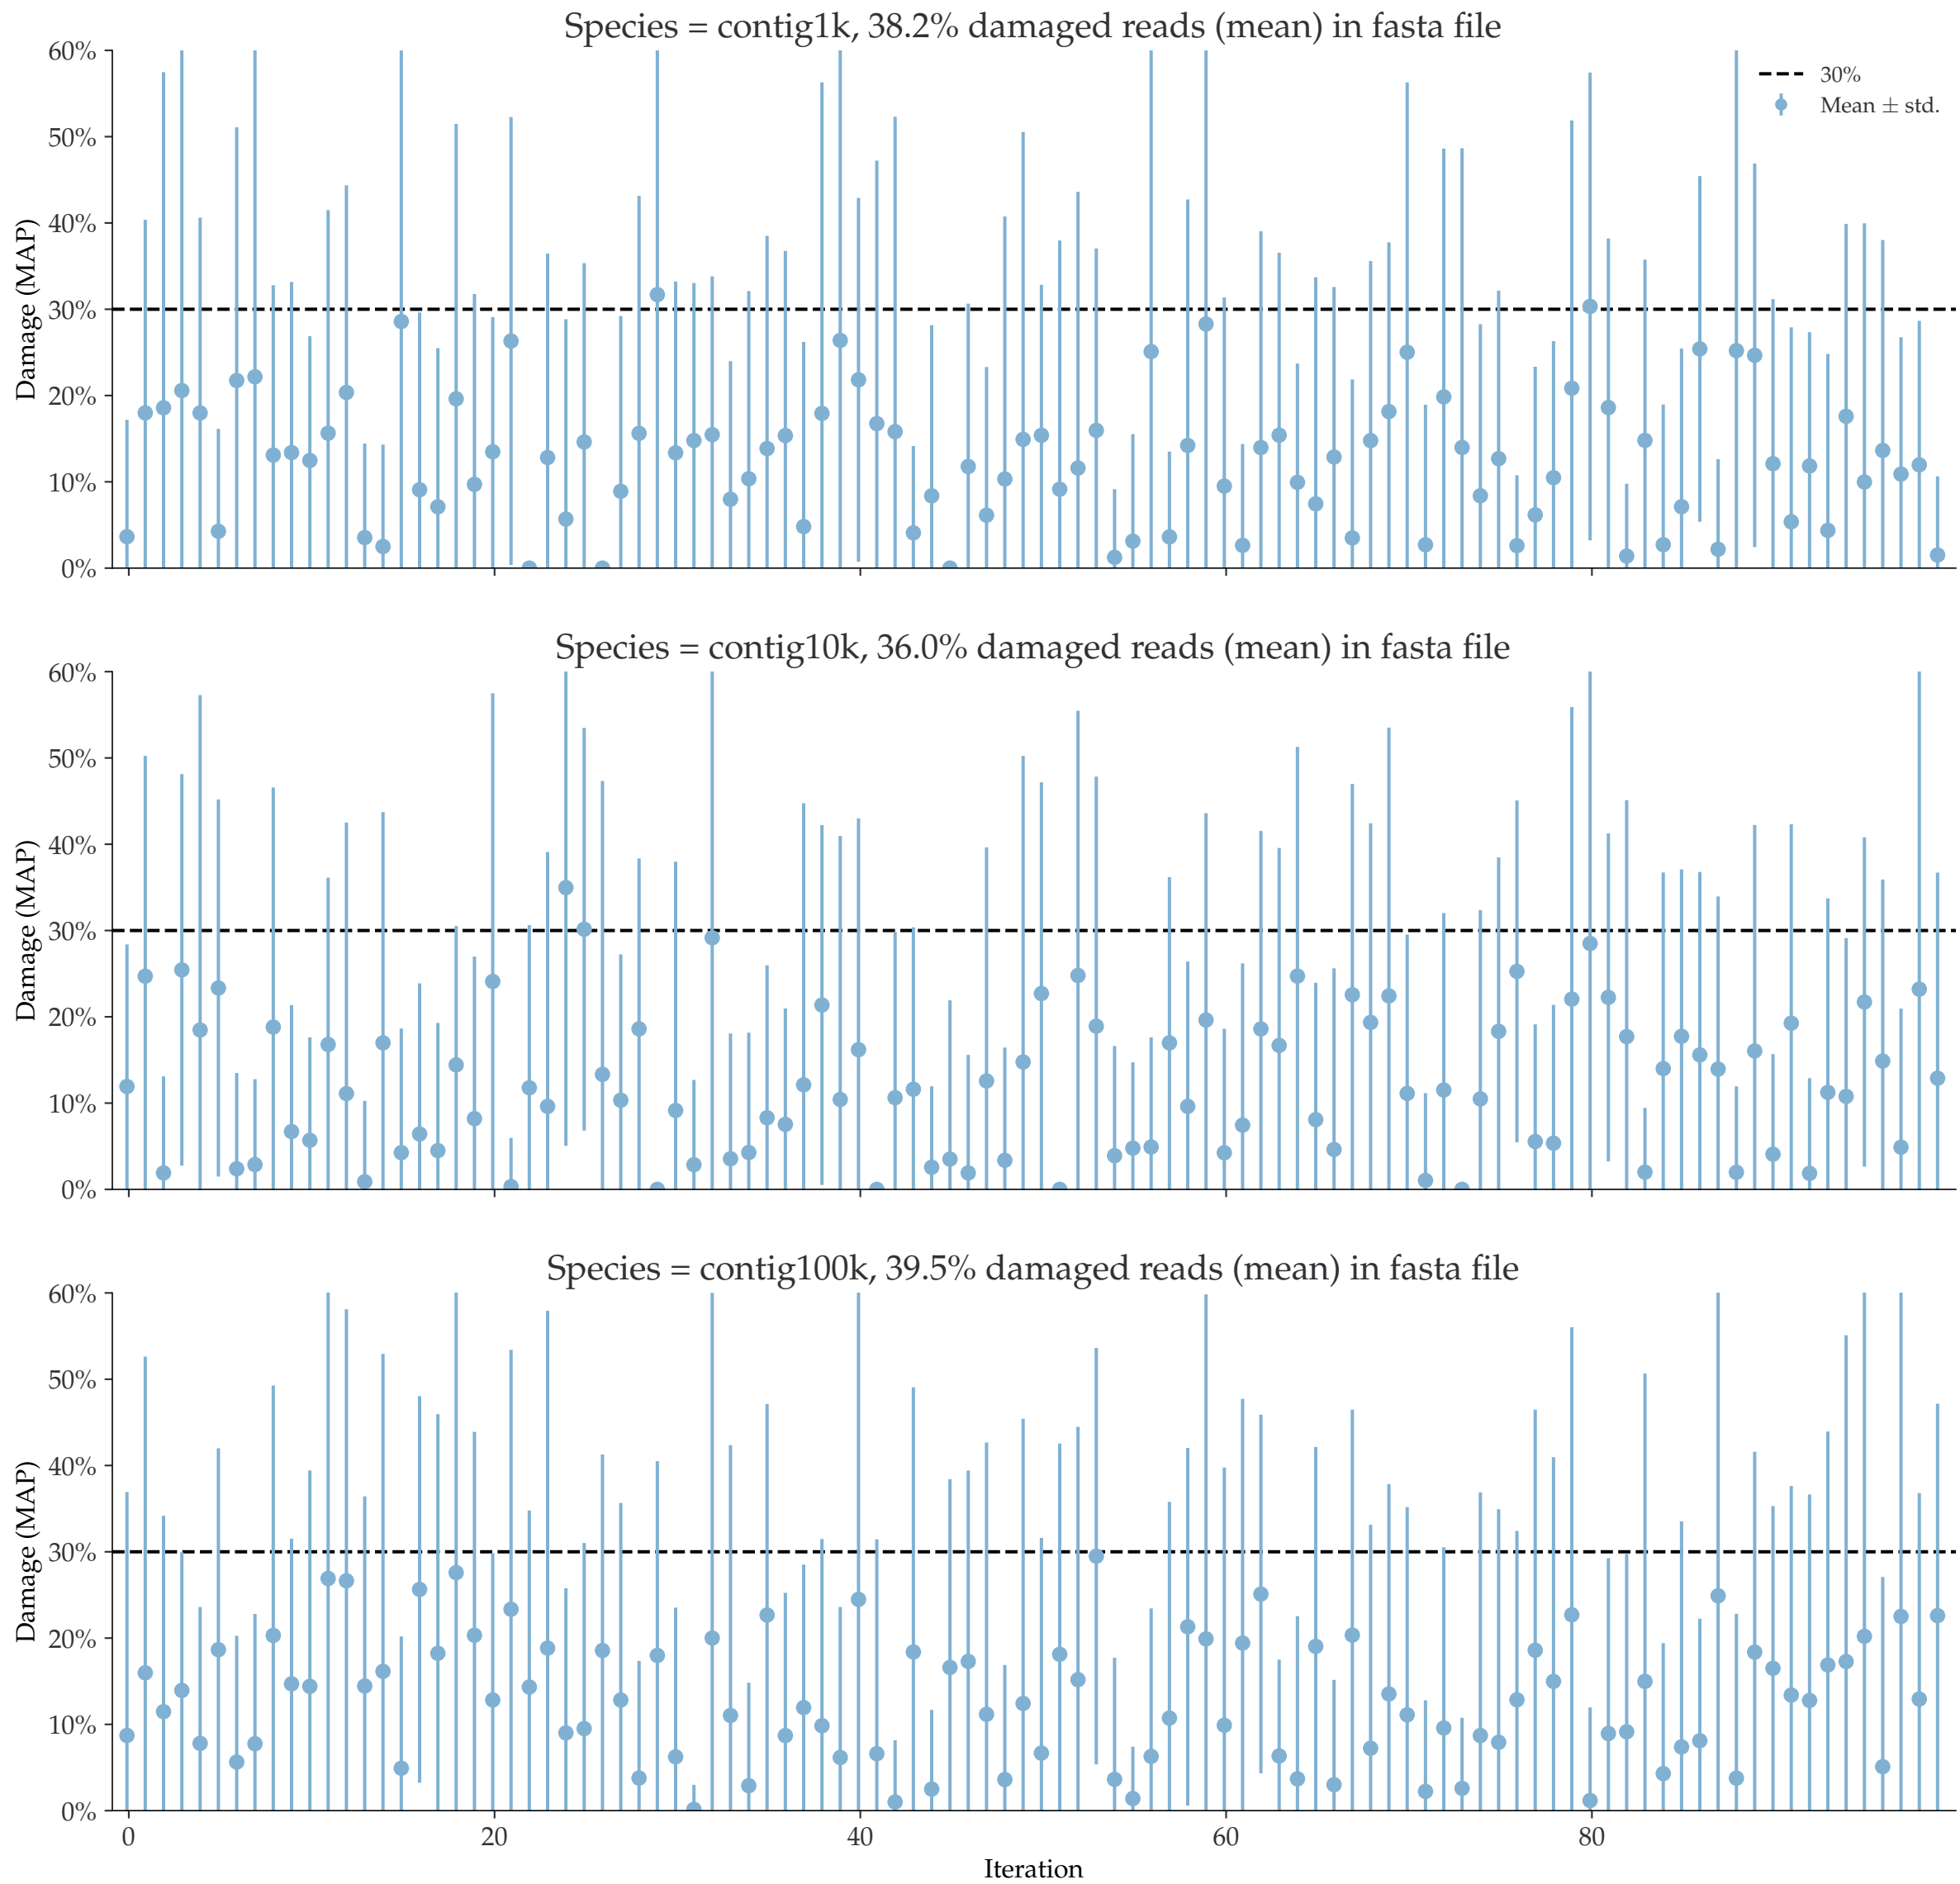 Species = contig1k, 38.2% damaged reads (mean) in fasta file
60%
50%
40%
30%
20%
10%
0%
Damage (MAP)
30%
Mean ± std.
Species = contig10k, 36.0% damaged reads (mean) in fasta file
60%
50%
40%
30%
20%
10%
0%
Damage (MAP)
Species = contig100k, 39.5% damaged reads (mean) in fasta file
60%
50%
40%
30%
20%
10%
0%
Damage (MAP)
0 20 40 60 80
Iteration